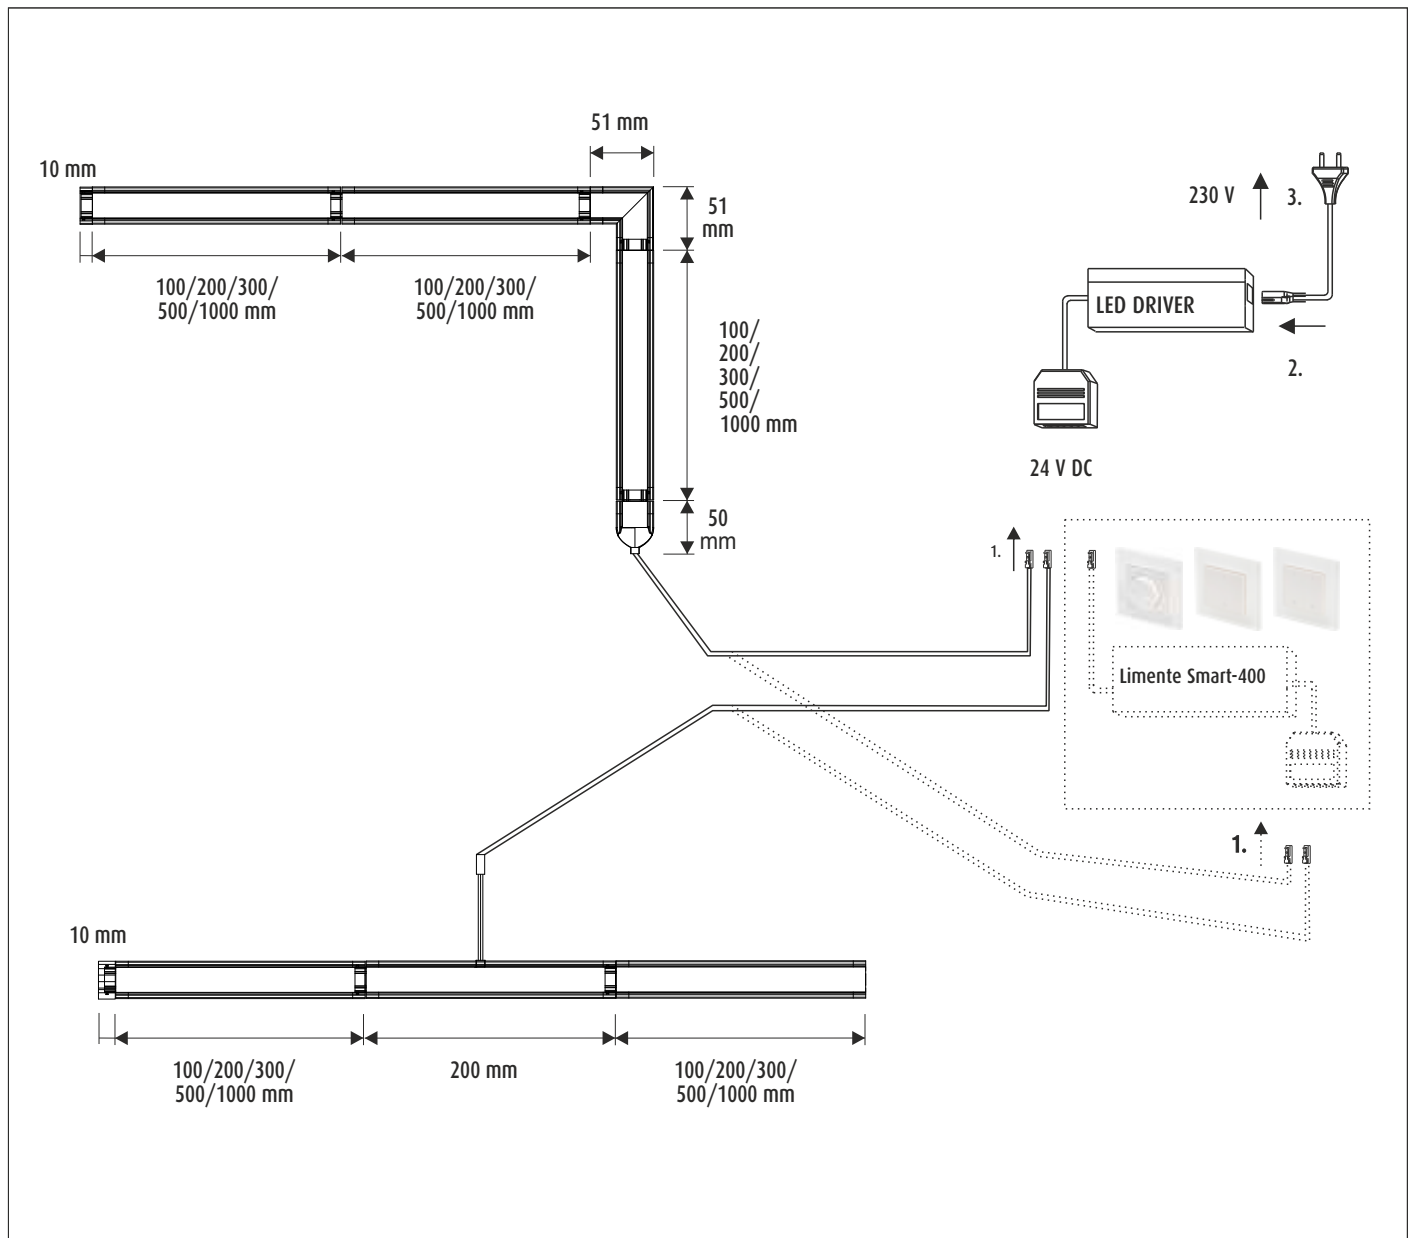 51 mm
10 mm
51
mm
100/200/300/
500/1000 mm
100/200/300/
500/1000 mm
100/
200/
300/
500/
1000 mm
50
mm
230 V
3.
LED DRIVER
2.
24 V DC
1.
Limente Smart-400
1.
10 mm
100/200/300/
500/1000 mm
200 mm
100/200/300/
500/1000 mm